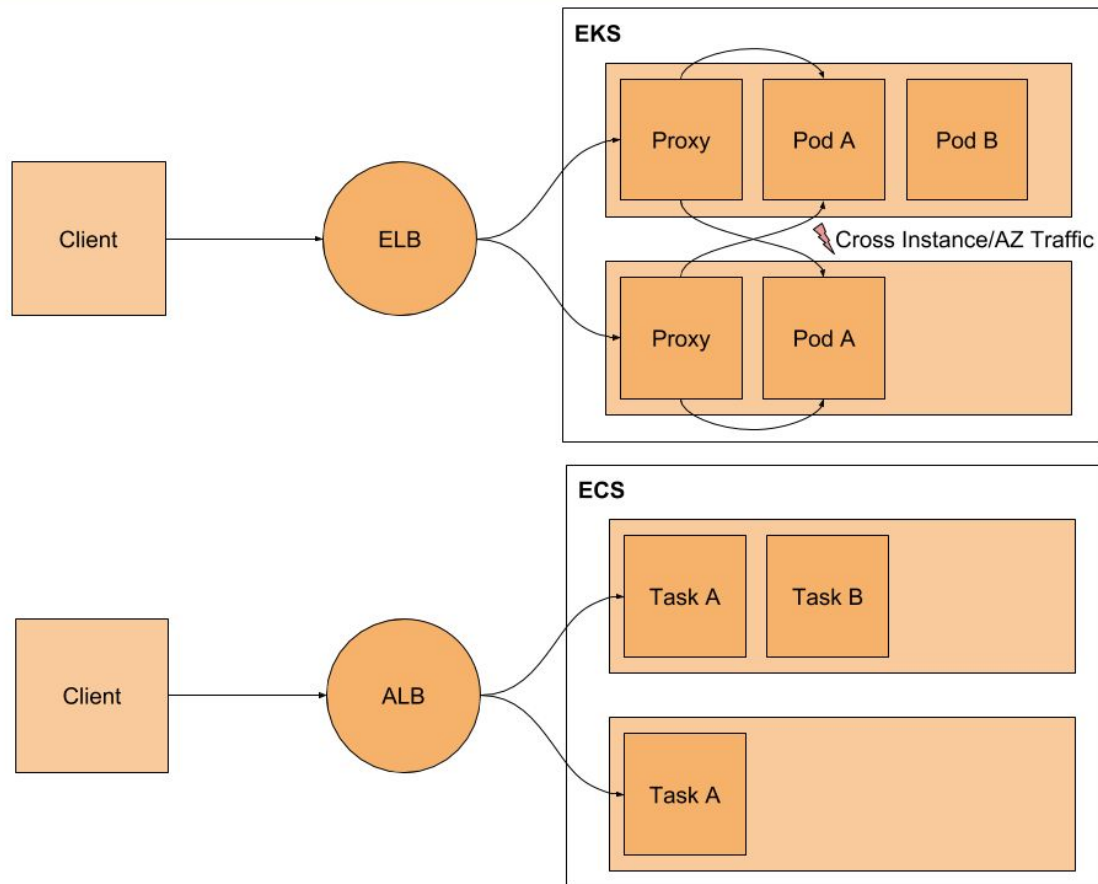 EKS
Proxy
Pod A
Pod B
Client
ELB
Cross Instance/AZ Traffic
Proxy
Pod A
ECS
Task A
Task B
Client
ALB
Task A